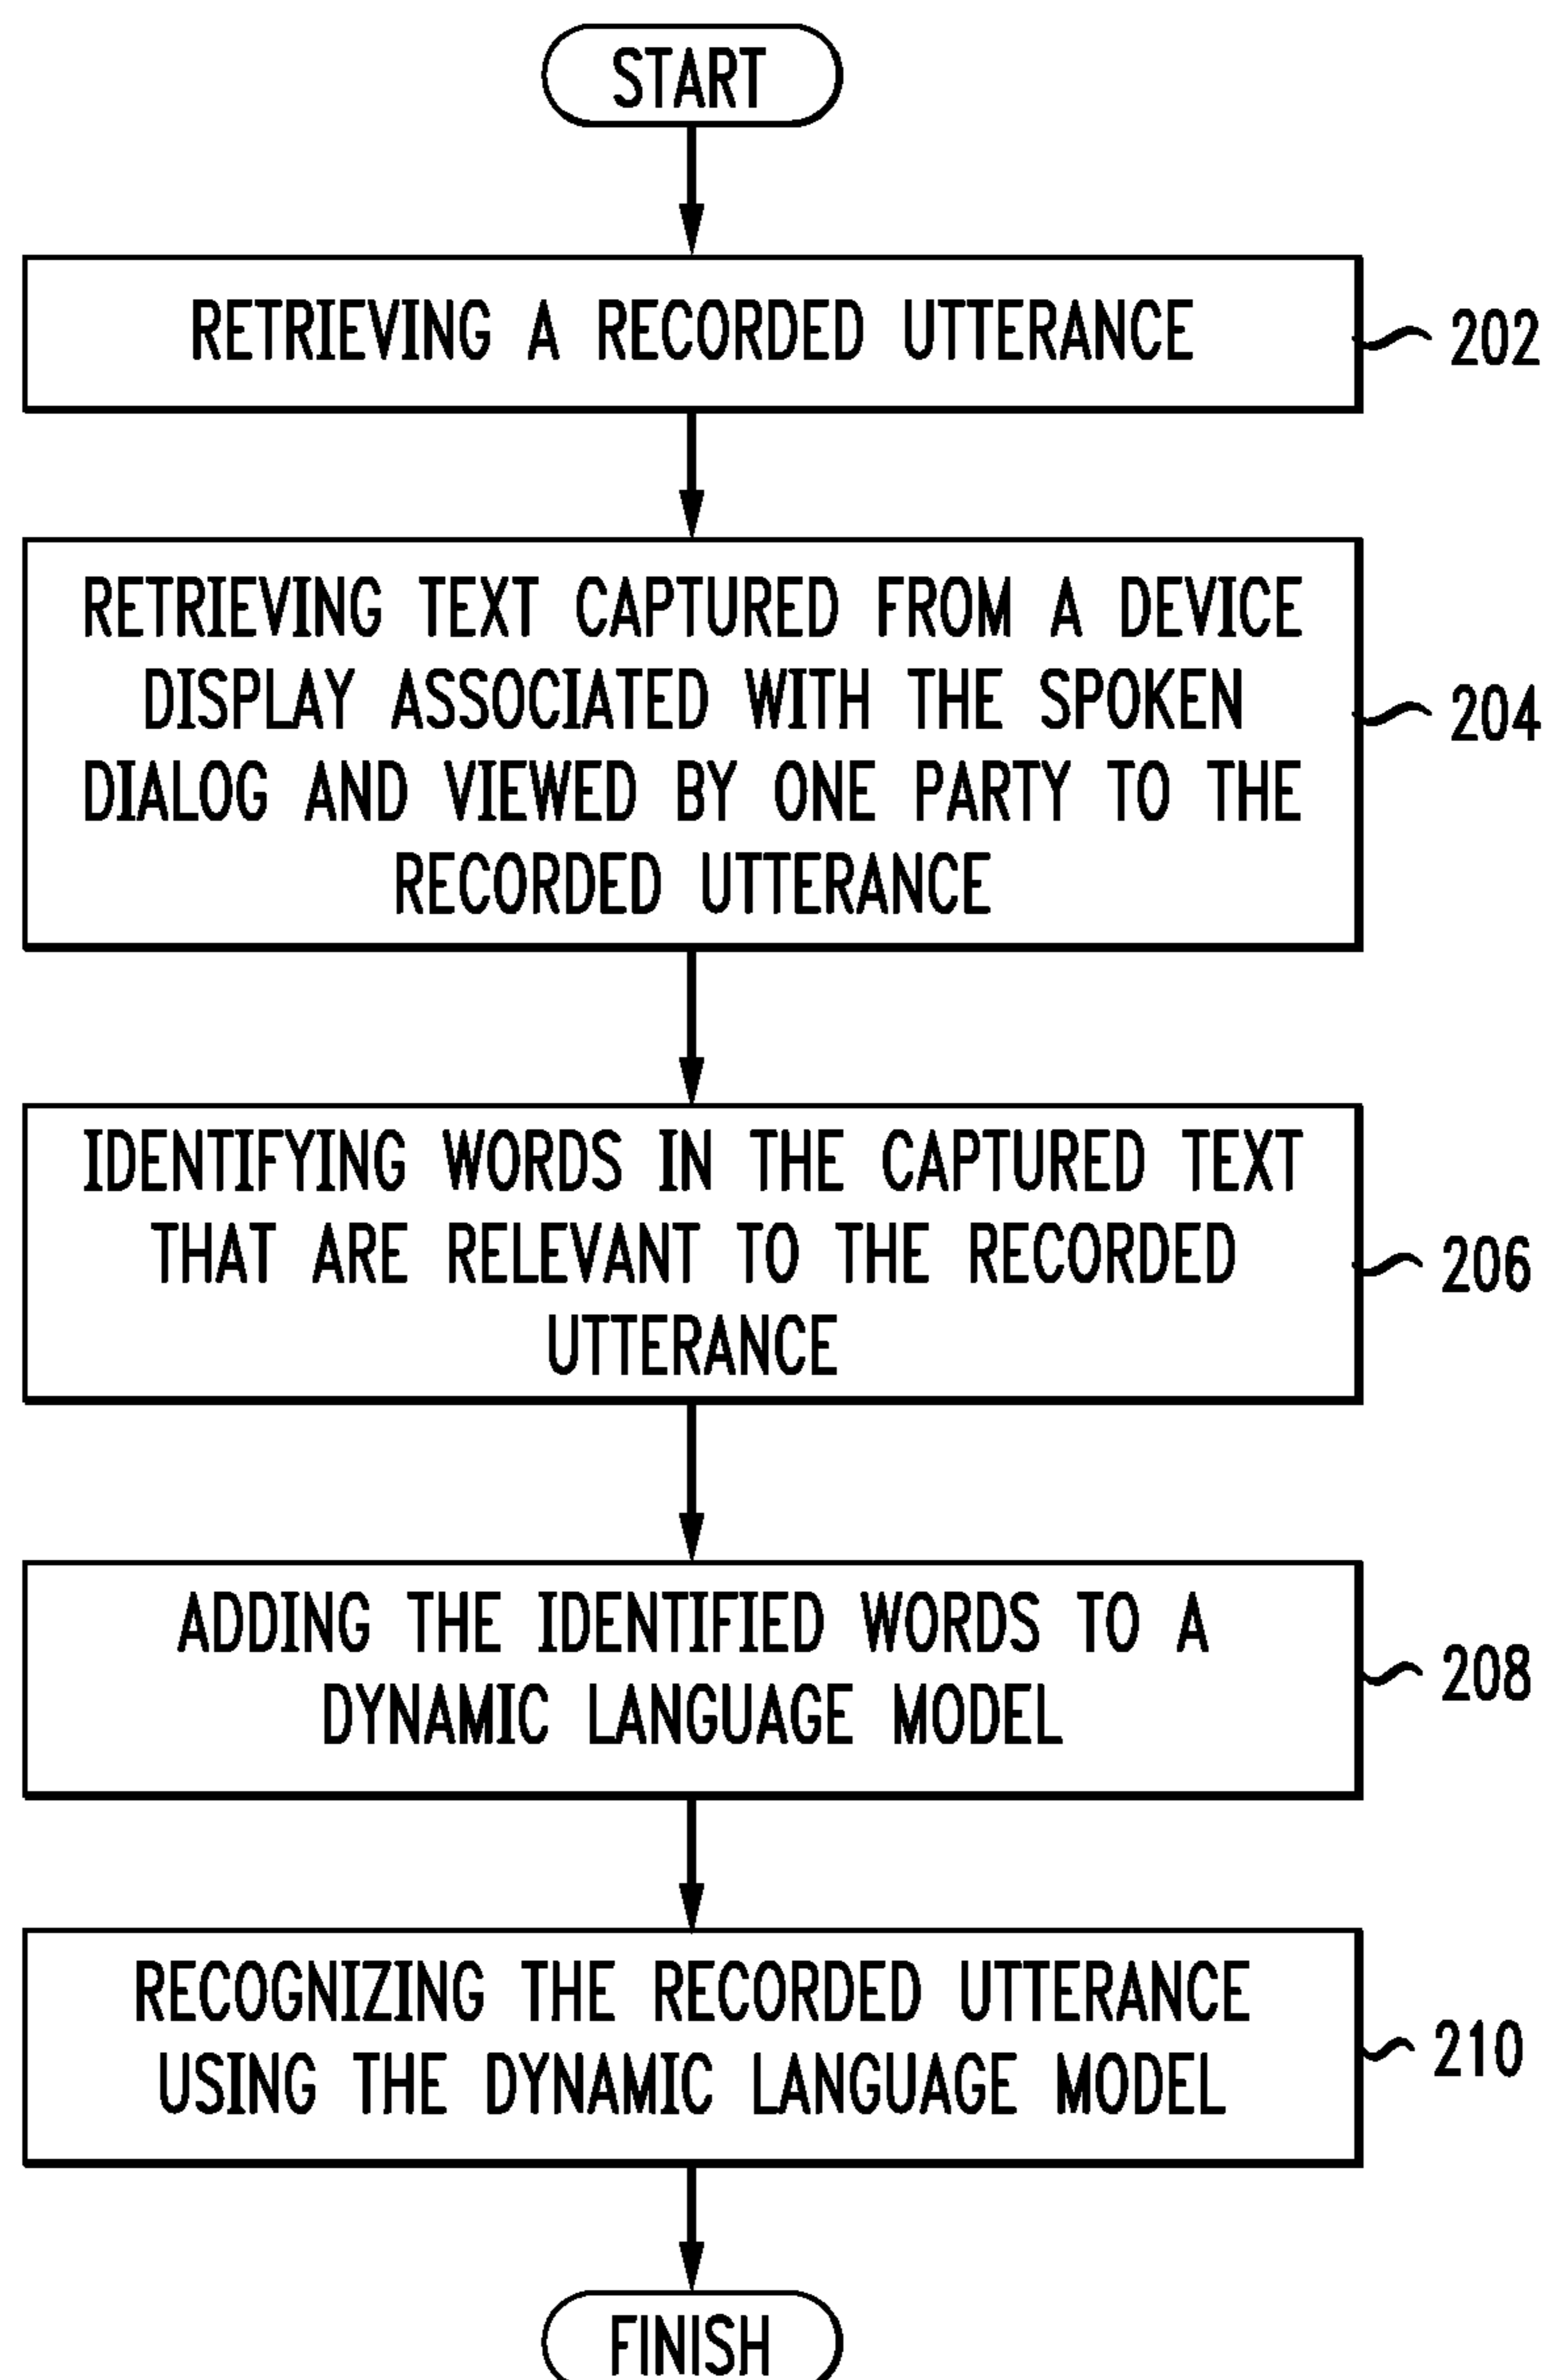 START
RETRIEVING A RECORDED UTTERANCE
202
RETRIEVING TEXT CAPTURED FROM A DEVICE
DISPLAY ASSOCIATED WITH THE SPOKEN
DIALOG AND VIEWED BY ONE PARTY TO THE
RECORDED UTTERANCE
204
IDENTIFYING WORDS IN THE CAPTURED TEXT
THAT ARE RELEVANT TO THE RECORDED
UTTERANCE
206
ADDING THE IDENTIFIED WORDS TO A
DYNAMIC LANGUAGE MODEL
208
RECOGNIZING THE RECORDED UTTERANCE
USING THE DYNAMIC LANGUAGE MODEL
210
FINISH